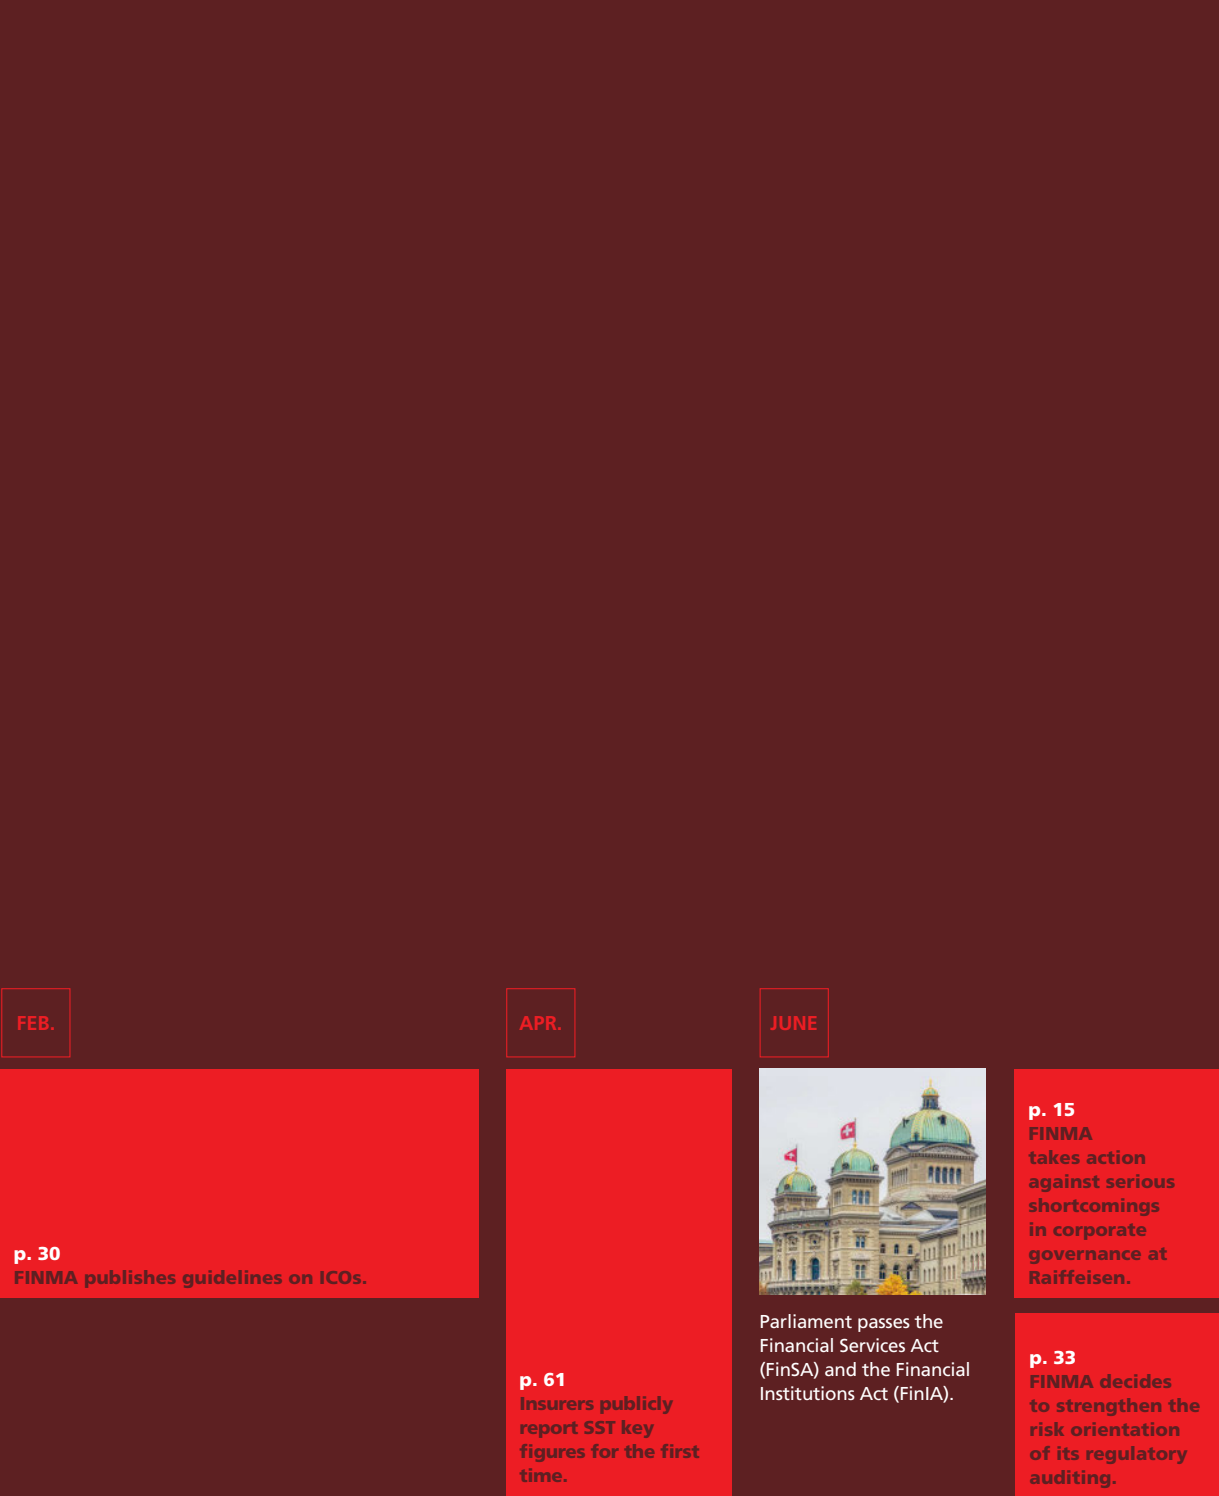 FEB.
p. 30
FINMA publishes guidelines on ICOs.
APR.
p. 61
Insurers publicly
report SST key
figures for the first
time.
JUNE
Parliament passes the
Financial Services Act
(FinSA) and the Financial
Institutions Act (FinIA).
p. 15
FINMA
takes action
against serious
shortcomings
in corporate
governance at
Raiffeisen.
p. 33
FINMA decides
to strengthen the
risk orientation
of its regulatory
auditing.